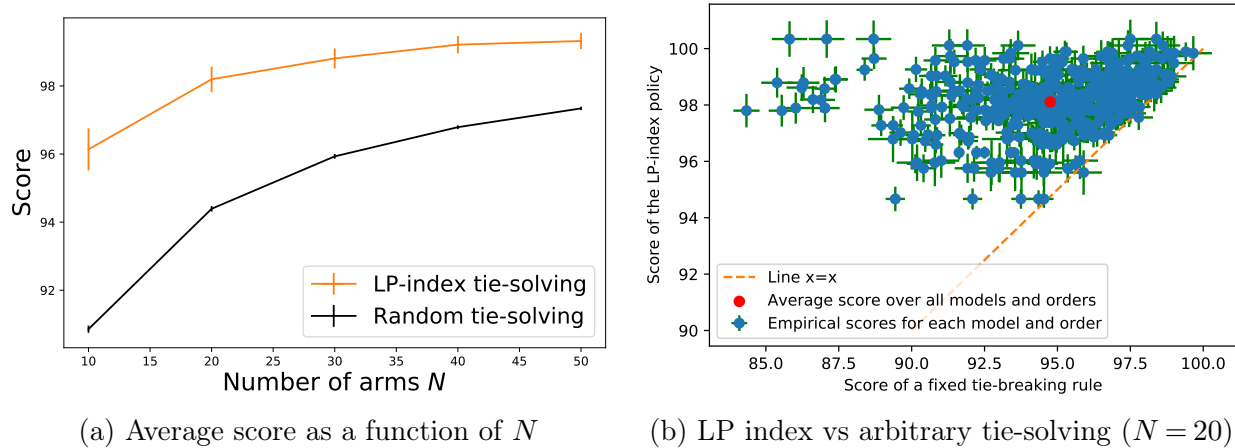 98
96
94
92
Score
10
15
20
25
30
35
40
45
50
Number of arms N
LP-index tie-solving
Random tie-solving
(a) Average score as a function of N
100
98
96
94
92
90
Score of the LP-index policy
85.0
87.5
90.0
92.5
95.0
97.5
100.0
Score of a fixed tie-breaking rule
Line x=x
Average score over all models and orders
Empirical scores for each model and order
(b) LP index vs arbitrary tie-solving (N = 20)